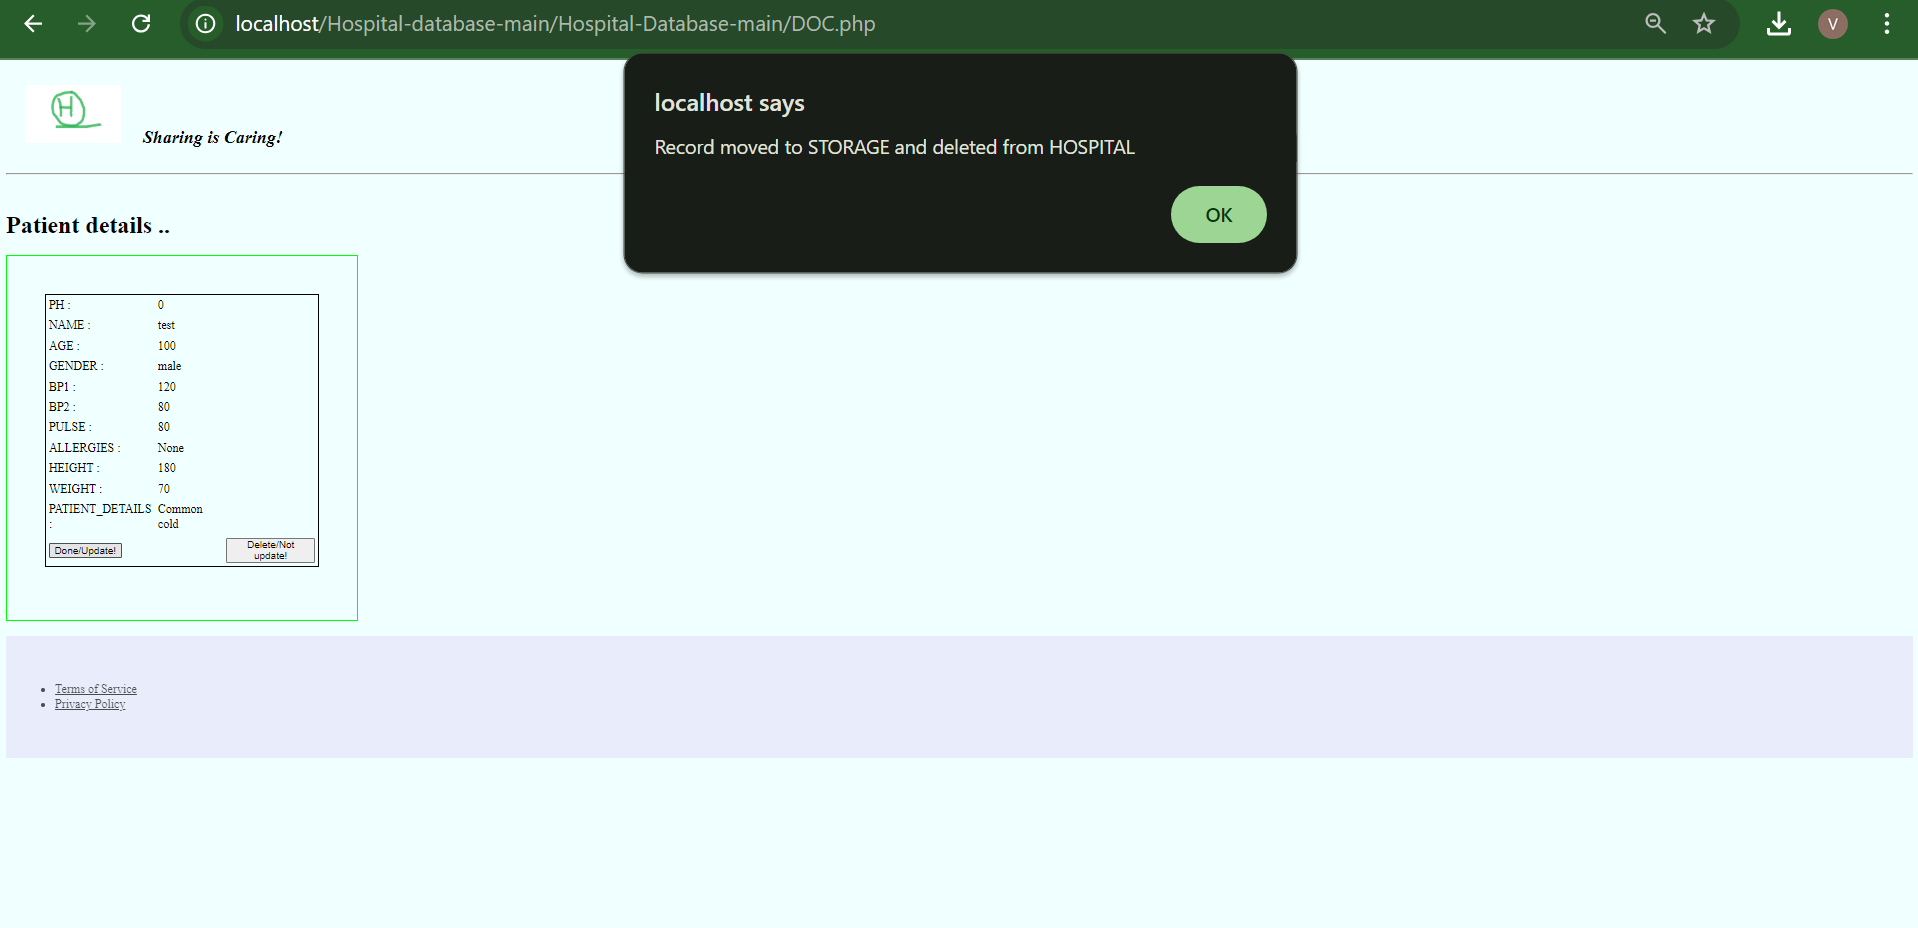 localhost/Hospital-database-main/Hospital-Database-main/DOC.php
V
H
Sharing is Caring!
localhost says
Record moved to STORAGE and deleted from HOSPITAL
OK
Patient details ..
PH : 0
NAME : test
AGE : 100
GENDER : male
BP1 : 120
BP2 : 80
PULSE : 80
ALLERGIES : None
HEIGHT : 180
WEIGHT : 70
PATIENT_DETAILS Common
: cold
Done/Update! Delete/Not
update!
Terms of Service
Privacy Policy